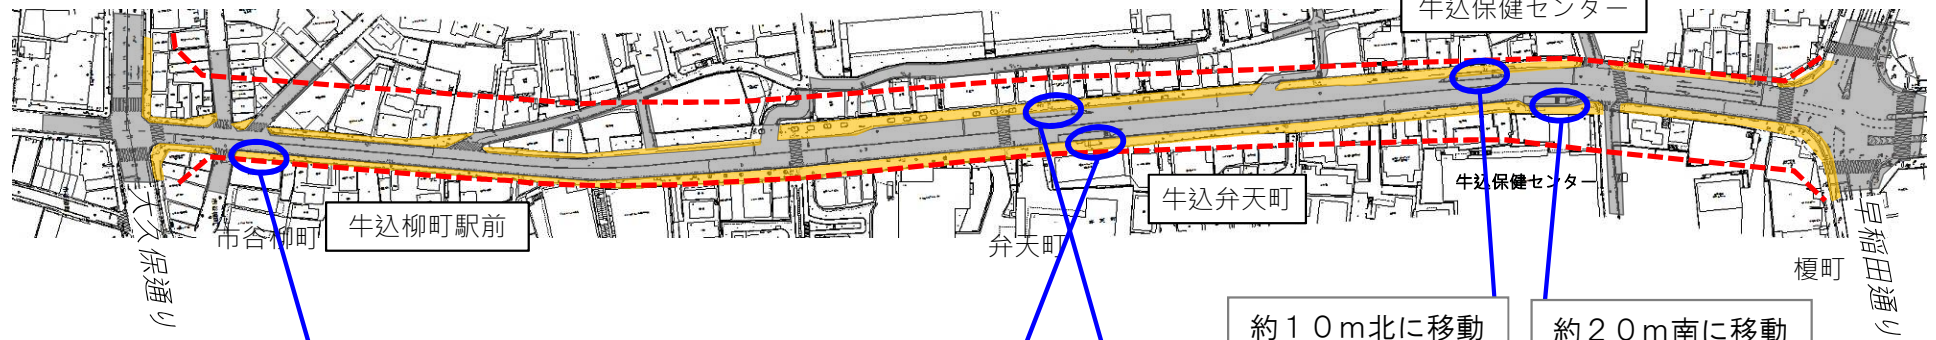 牛込保健センター
牛込保健センター
牛込弁天町
牛込柳町駅前
市谷柳町
弁天町
大久保通り
榎町
早稲田通り
約１０ｍ北に移動
約２０ｍ南に移動